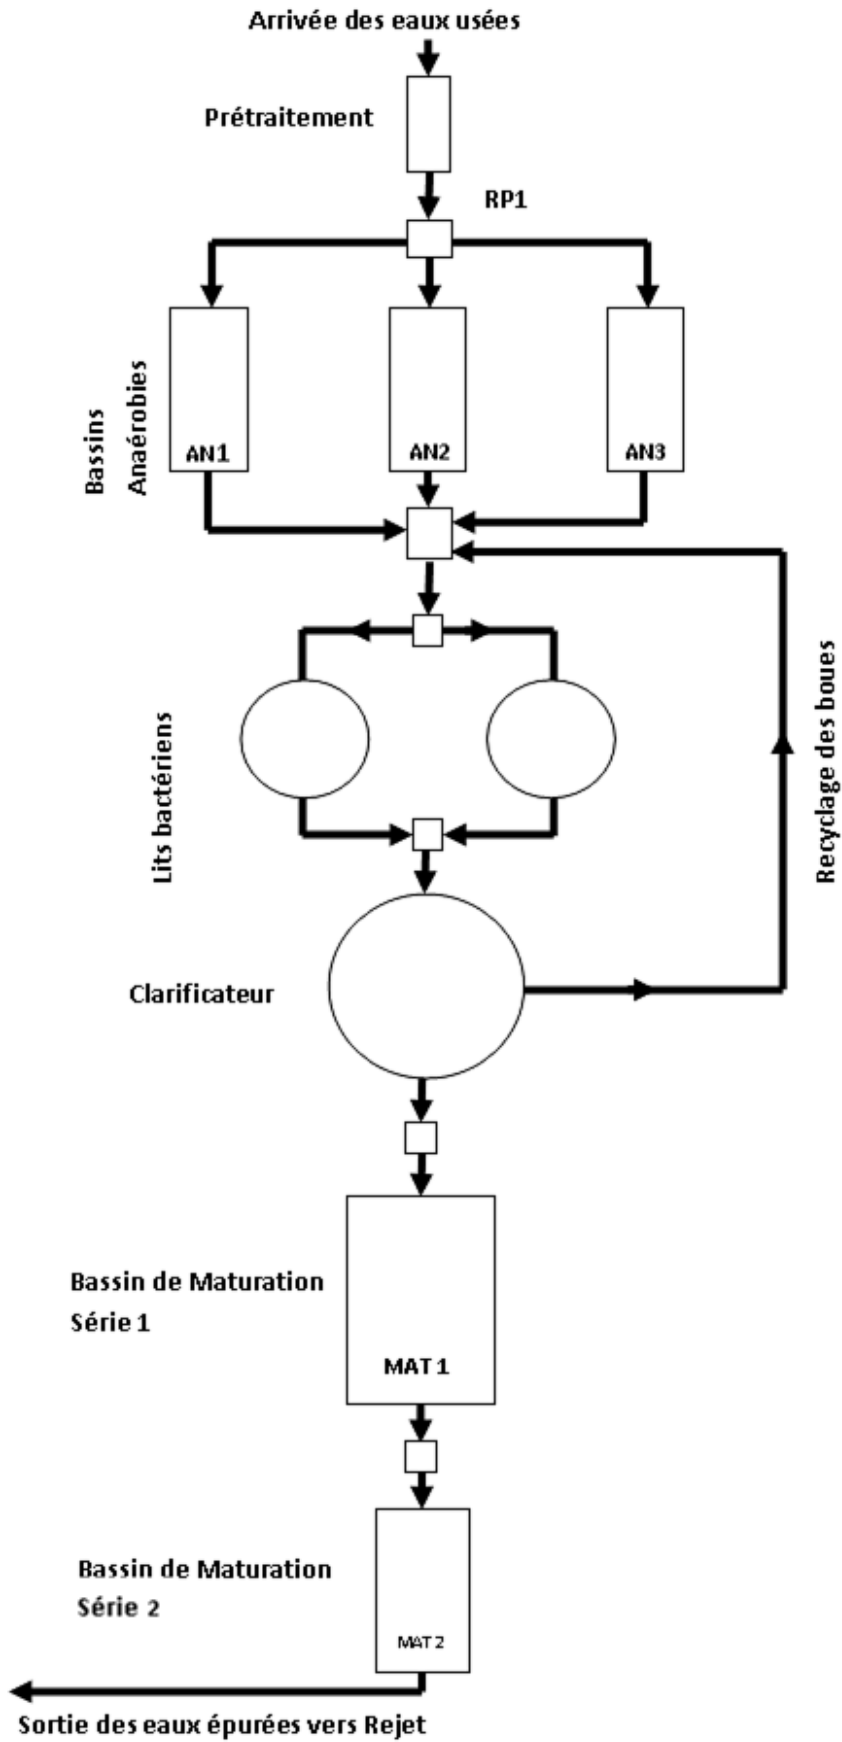 Arrivée des eaux usées
Prétraitement
RP1
Bassins
Anaérobies
AN1
AN2
AN3
Lits bactériens
Recyclage des boues
Clarificateur
Bassin de Maturation
Série 1
MAT 1
Bassin de Maturation
Série 2
MAT 2
Sortie des eaux épurées vers Rejet